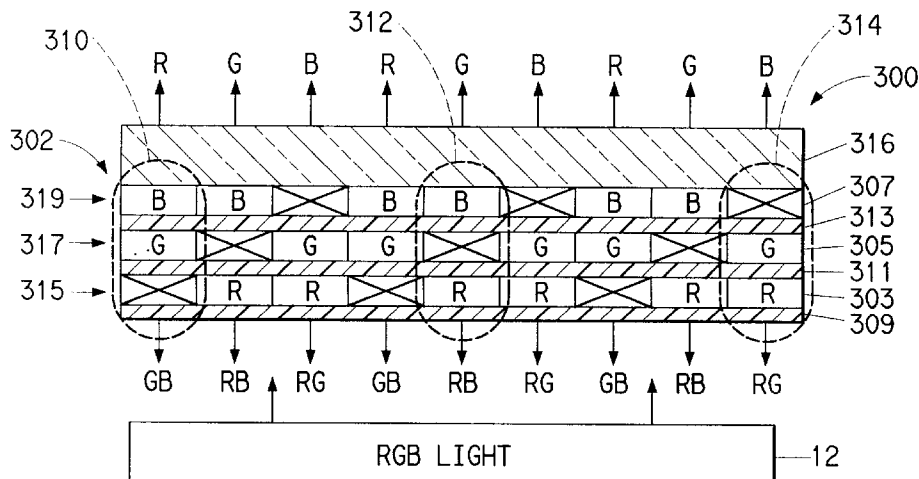 310 312 314
R G B R G B R G B
300
302
316
319 B B B B B B 307
313
317 G G G G G G 305
311
315 R R R R R R 303
309
GB RB RG GB RB RG GB RB RG
RGB LIGHT 12